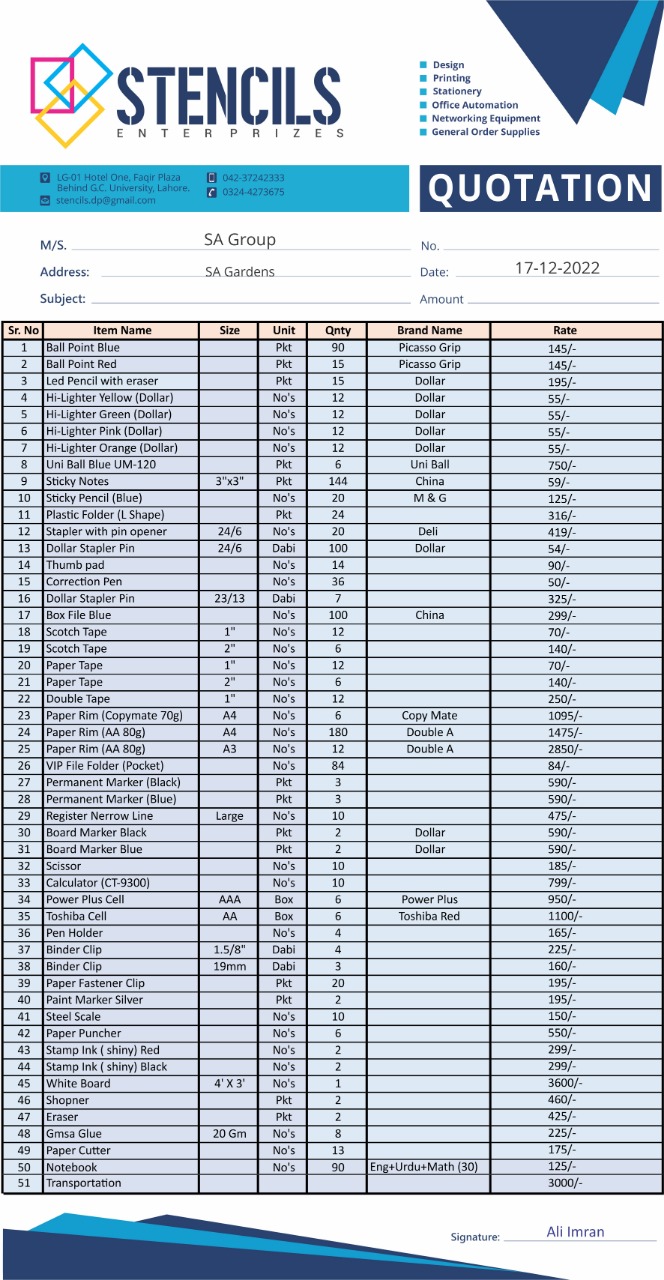 STENCILS
ENTERPRIZES
Design
Printing
Stationery
Office Automation
Networking Equipment
General Order Supplies
LG-01 Hotel One, Faqir Plaza
Behind G.C. University, Lahore.
stencils.dp@gmail.com
042-37242333
0324-4273675
QUOTATION
M/S. SA Group No.
Address: SA Gardens Date: 17-12-2022
Subject: Amount
Sr. No Item Name Size Unit Qnty Brand Name Rate
1 Ball Point Blue Pkt 90 Picasso Grip 145/-
2 Ball Point Red Pkt 15 Picasso Grip 145/-
3 Led Pencil with eraser Pkt 15 Dollar 195/-
4 Hi-Lighter Yellow (Dollar) No's 12 Dollar 55/-
5 Hi-Lighter Green (Dollar) No's 12 Dollar 55/-
6 Hi-Lighter Pink (Dollar) No's 12 Dollar 55/-
7 Hi-Lighter Orange (Dollar) No's 12 Dollar 55/-
8 Uni Ball Blue UM-120 Pkt 6 Uni Ball 750/-
9 Sticky Notes 3"x3" Pkt 144 China 59/-
10 Sticky Pencil (Blue) No's 20 M & G 125/-
11 Plastic Folder (L Shape) Pkt 24 316/-
12 Stapler with pin opener 24/6 No's 20 Deli 419/-
13 Dollar Stapler Pin 24/6 Dabi 100 Dollar 54/-
14 Thumb pad No's 14 90/-
15 Correction Pen No's 36 50/-
16 Dollar Stapler Pin 23/13 Dabi 7 325/-
17 Box File Blue No's 100 China 299/-
18 Scotch Tape 1" No's 12 70/-
19 Scotch Tape 2" No's 6 140/-
20 Paper Tape 1" No's 12 70/-
21 Paper Tape 2" No's 6 140/-
22 Double Tape 1" No's 12 250/-
23 Paper Rim (Copymate 70g) A4 No's 6 Copy Mate 1095/-
24 Paper Rim (AA 80g) A4 No's 180 Double A 1475/-
25 Paper Rim (AA 80g) A3 No's 12 Double A 2850/-
26 VIP File Folder (Pocket) No's 84 84/-
27 Permanent Marker (Black) Pkt 3 590/-
28 Permanent Marker (Blue) Pkt 3 590/-
29 Register Nerrow Line Large No's 10 475/-
30 Board Marker Black Pkt 2 Dollar 590/-
31 Board Marker Blue Pkt 2 Dollar 590/-
32 Scissor No's 10 185/-
33 Calculator (CT-9300) No's 10 799/-
34 Power Plus Cell AAA Box 6 Power Plus 950/-
35 Toshiba Cell AA Box 6 Toshiba Red 1100/-
36 Pen Holder No's 4 165/-
37 Binder Clip 1.5/8" Dabi 4 225/-
38 Binder Clip 19mm Dabi 3 160/-
39 Paper Fastener Clip Pkt 20 195/-
40 Paint Marker Silver Pkt 2 195/-
41 Steel Scale No's 10 150/-
42 Paper Puncher No's 6 550/-
43 Stamp Ink ( shiny) Red No's 2 299/-
44 Stamp Ink ( shiny) Black No's 2 299/-
45 White Board 4' X 3' No's 1 3600/-
46 Shopner Pkt 2 460/-
47 Eraser Pkt 2 425/-
48 Gmsa Glue 20 Gm No's 8 225/-
49 Paper Cutter No's 13 175/-
50 Notebook No's 90 Eng+Urdu+Math (30) 125/-
51 Transportation 3000/-
Signature: Ali Imran